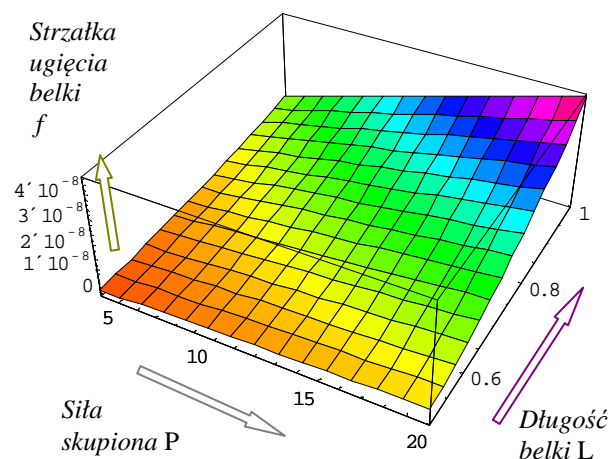 Strzałka
ugięcia
belki
f
4´ 10⁻⁸
3´ 10⁻⁸
2´ 10⁻⁸
1´ 10⁻⁸
0
5
10
15
20
0.6
0.8
1
Siła
skupiona P
Długość
belki L